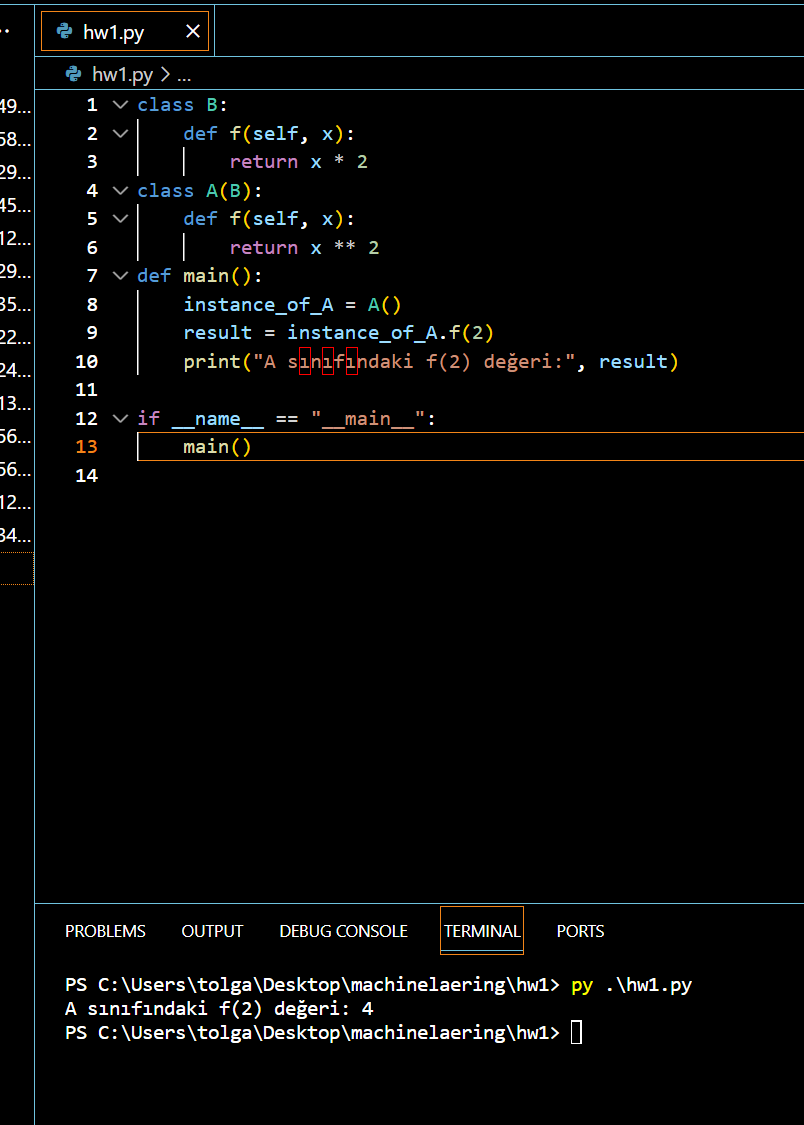 hw1.py
hw1.py > ...
49...
58...
29...
45...
12...
29...
35...
22...
24...
13...
56...
56...
12...
34...
1 class B:
2 def f(self, x):
3 return x * 2
4 class A(B):
5 def f(self, x):
6 return x ** 2
7 def main():
8 instance_of_A = A()
9 result = instance_of_A.f(2)
10 print("A sınıfındaki f(2) değeri:", result)
11
12 if __name__ == "__main__":
13 main()
14
PROBLEMS OUTPUT DEBUG CONSOLE TERMINAL PORTS
PS C:\Users\tolga\Desktop\machinelaering\hw1> py .\hw1.py
A sınıfındaki f(2) değeri: 4
PS C:\Users\tolga\Desktop\machinelaering\hw1>